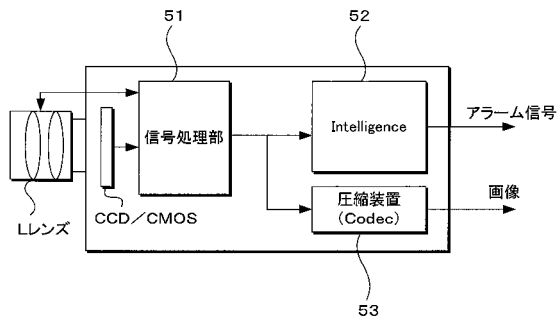 51
52
信号処理部
Intelligence
アラーム信号
圧縮装置
(Codec)
画像
Lレンズ
CCD/CMOS
53